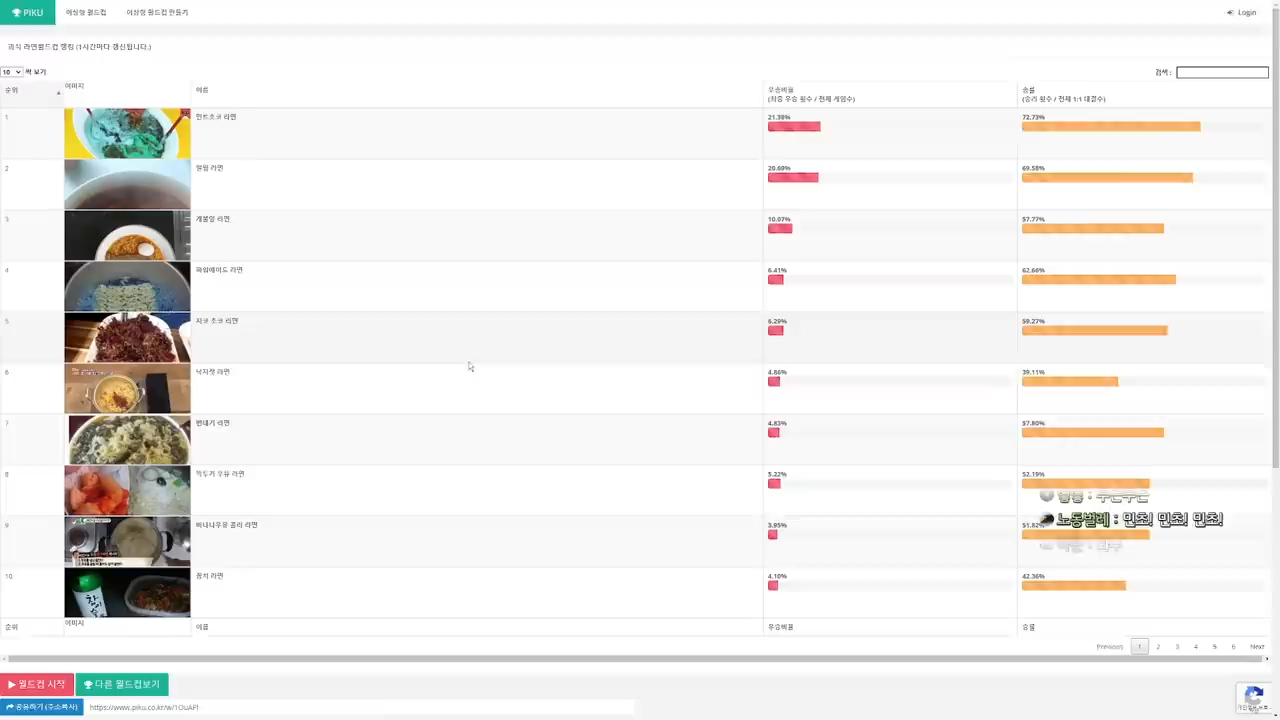 PIKU 이상형 월드컵 이상형 월드컵 만들기 Login
괴식 라면월드컵 랭킹 (1시간마다 갱신됩니다.)
10 씩 보기 검색 :
순위 이미지 이름 우승비율 승률
(최종 우승 횟수 / 전체 게임수) (승리 횟수 / 전체 1:1 대결수)
1 민트초코 라면 21.38% 72.73%
2 20.69% 69.58%
3 개불알 라면 10.07% 57.77%
4 파워에이드 라면 6.41% 62.66%
5 치코 초코 라면 6.29% 59.27%
6 낙지젓 라면 4.86% 39.11%
7 번데기 라면 4.83% 57.80%
8 깍두기 우유 라면 5.22% 52.19%
9 바나나우유 콜라 라면 3.95% 51.82%
노동벌레 : 민초! 민초! 민초!
10 참치 라면 4.10% 42.36%
순위 이미지 이름 우승비율 승률
Previous 1 2 3 4 5 6 Next
월드컵 시작 다른 월드컵보기
공유하기 (주소복사) https://www.piku.co.kr/w/1OuAPl